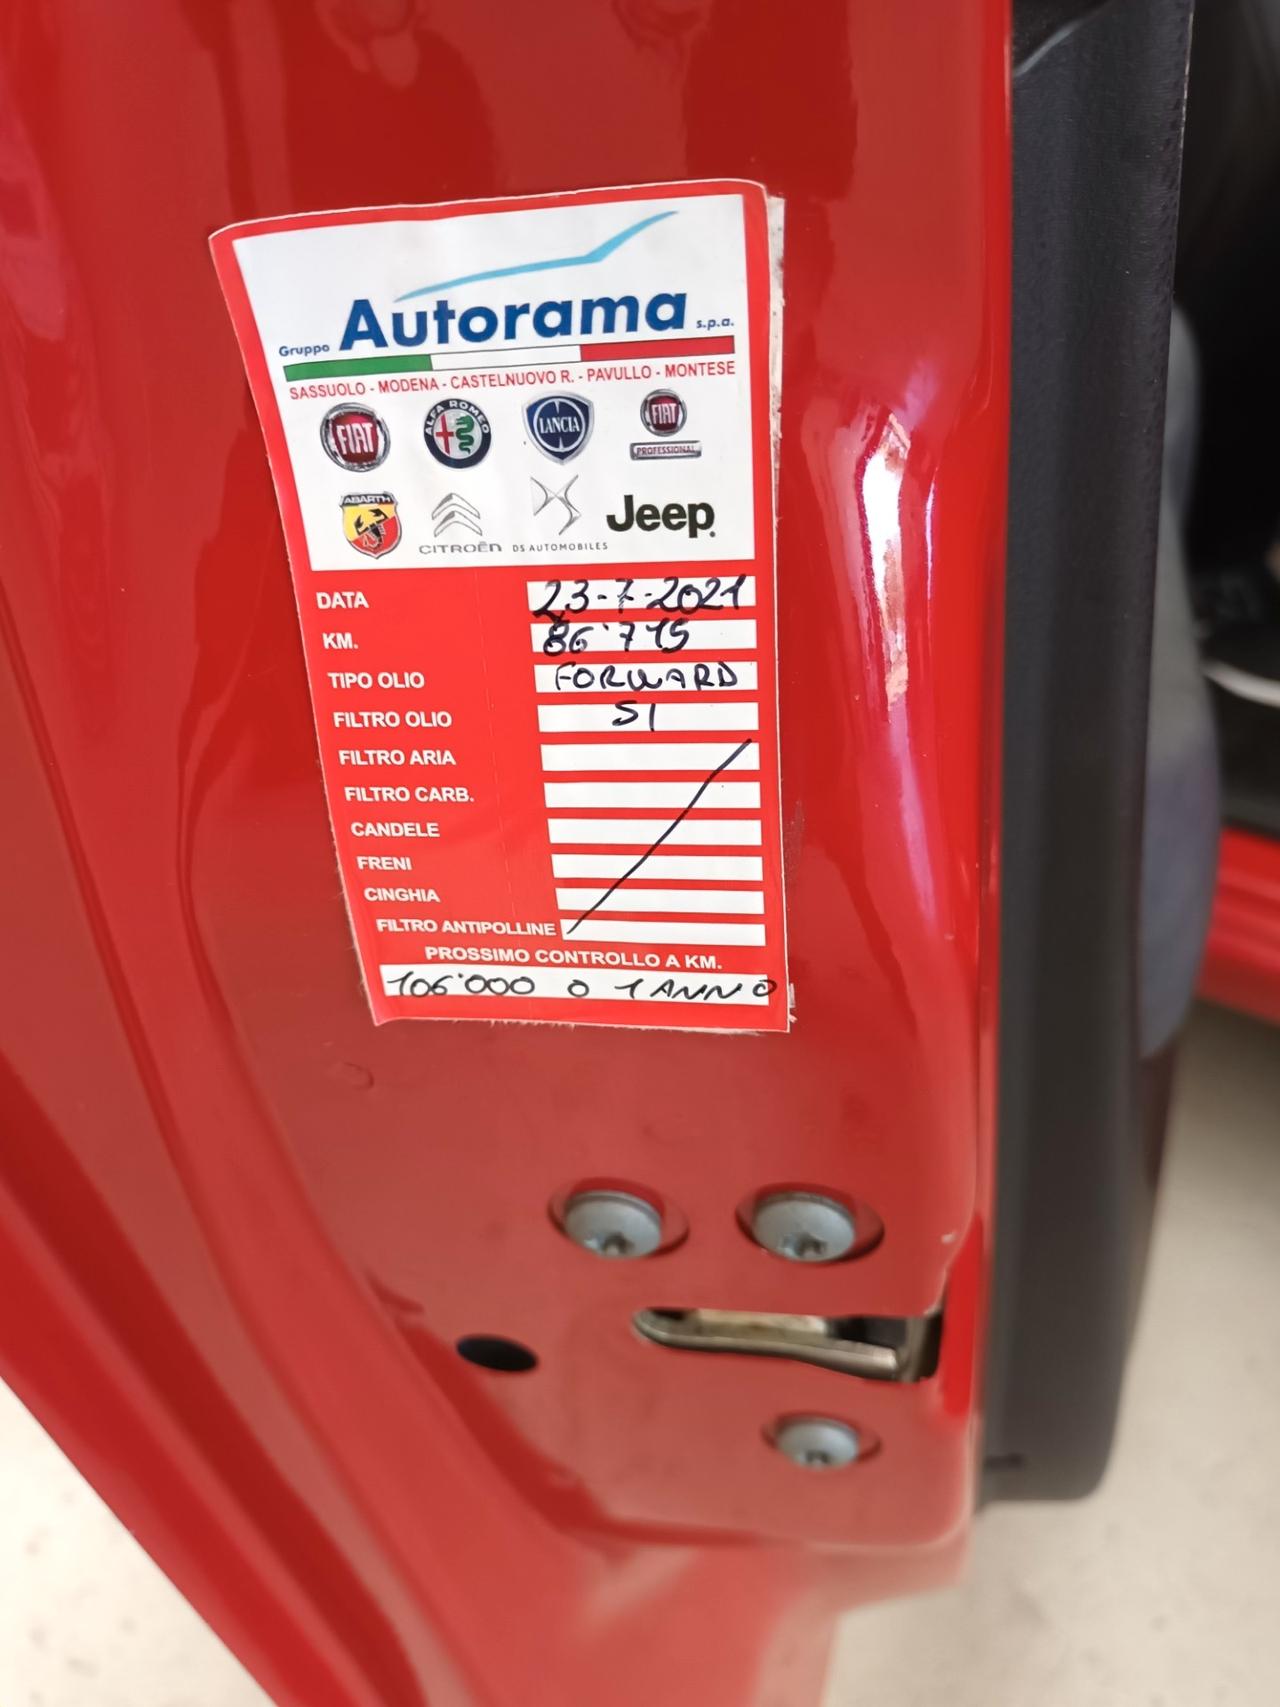 Gruppo Autorama s.p.a.
SASSUOLO - MODENA - CASTELNUOVO R. - PAVULLO - MONTESE
FIAT ALFA ROMEO LANCIA FIAT
PROFESSIONAL
ABARTH CITROËN DS AUTOMOBILES Jeep
DATA 23-7-2021
KM. 86'715
TIPO OLIO FORWARD
FILTRO OLIO SI
FILTRO ARIA
FILTRO CARB.
CANDELE
FRENI
CINGHIA
FILTRO ANTIPOLLINE
PROSSIMO CONTROLLO A KM.
106'000 O 1 ANNO